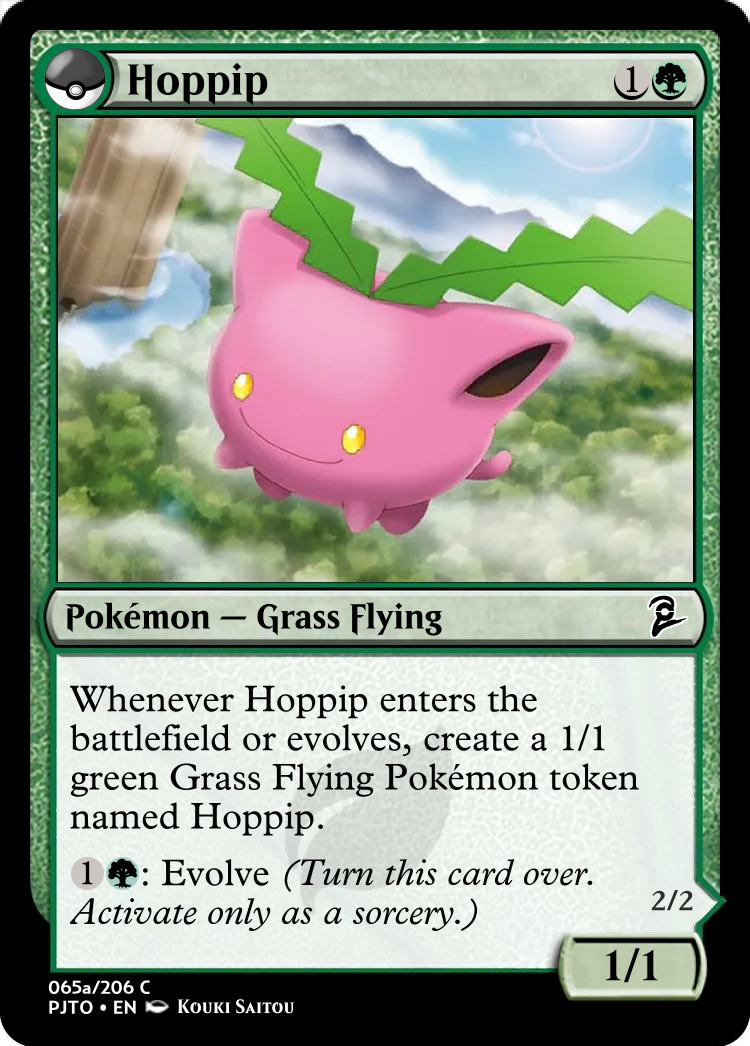 Hoppip 1
Pokémon — Grass Flying
Whenever Hoppip enters the
battlefield or evolves, create a 1/1
green Grass Flying Pokémon token
named Hoppip.
1: Evolve (Turn this card over.
Activate only as a sorcery.)
2/2
1/1
065a/206 C
PJTO • EN Kouki Saitou